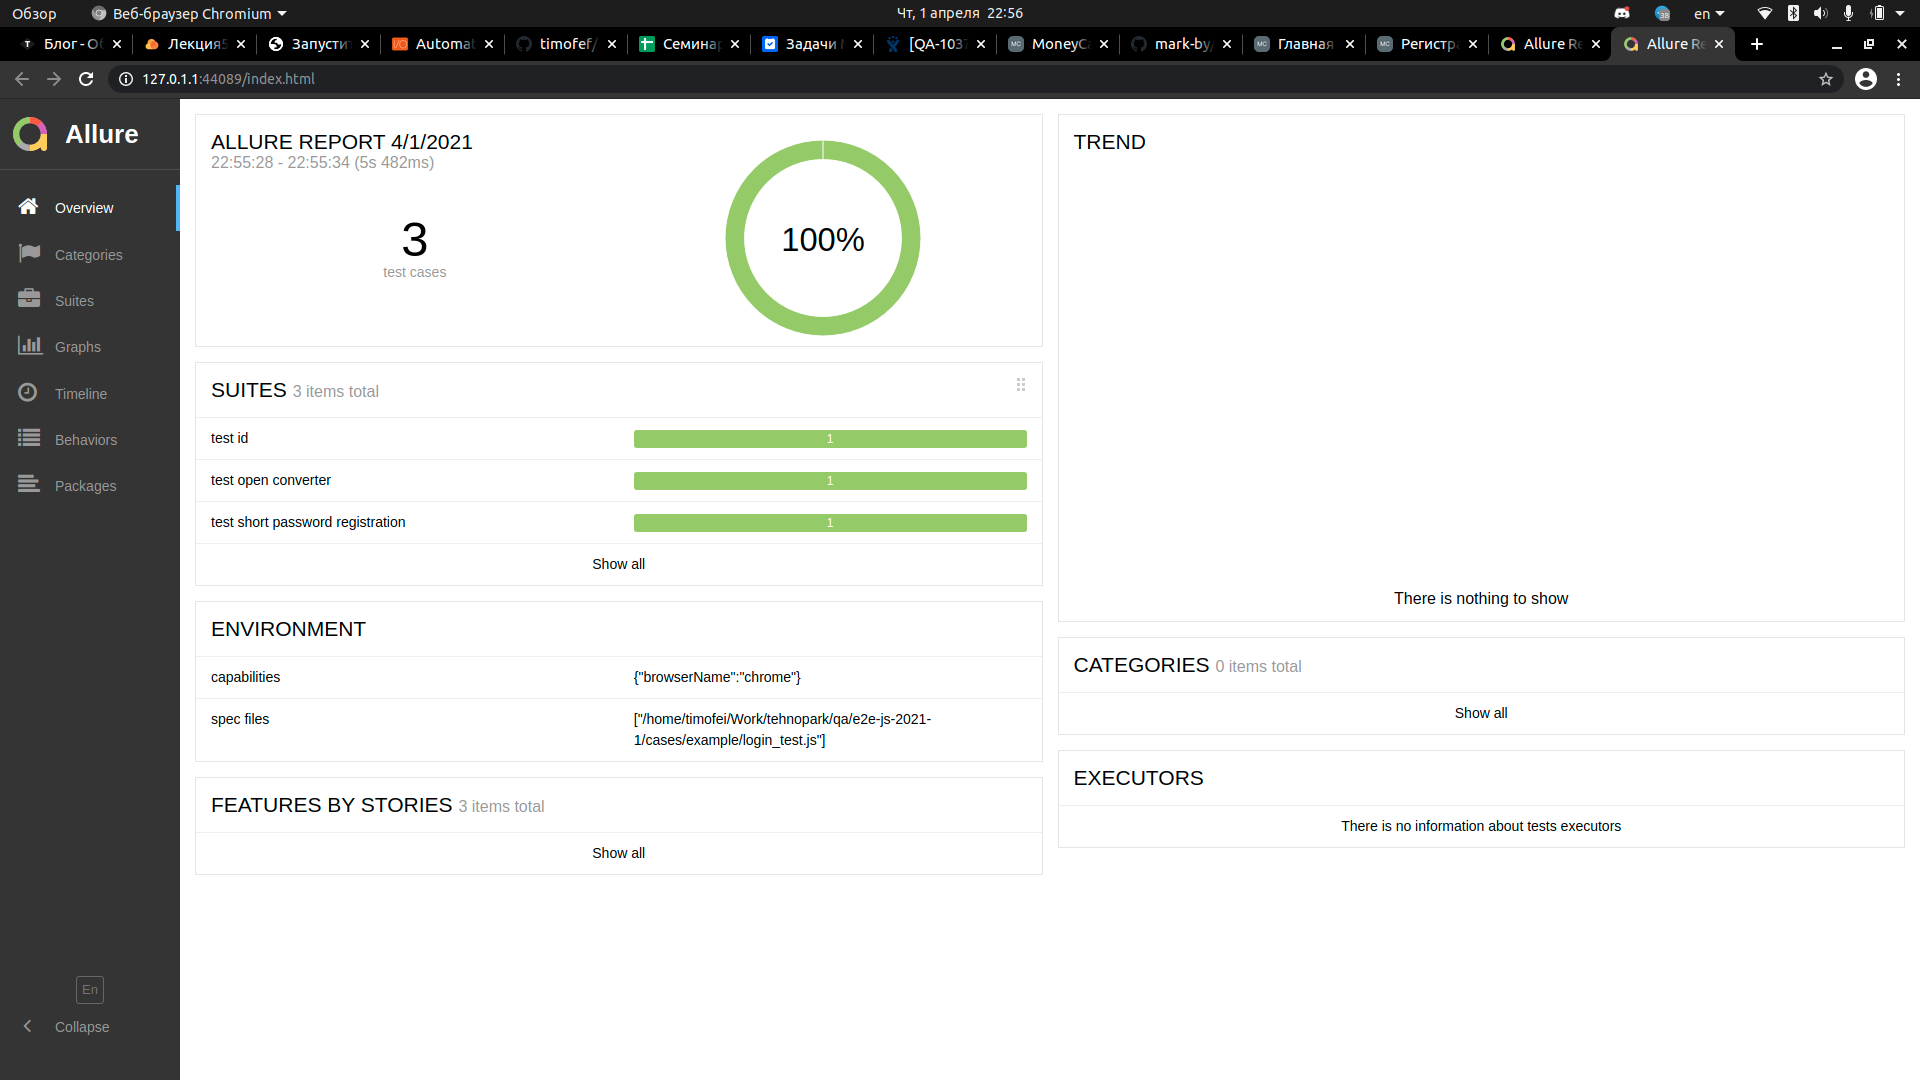 Обзор
Веб-браузер Chromium
Чт, 1 апреля 22:56
en
Блог - О
Лекция
Запусти
Automa
timofef/
Семина
Задачи
[QA-103
MoneyC
mark-by
Главная
Регистра
Allure Re
Allure Re
127.0.1.1:44089/index.html
Allure
Overview
Categories
Suites
Graphs
Timeline
Behaviors
Packages
En
Collapse
ALLURE REPORT 4/1/2021
22:55:28 - 22:55:34 (5s 482ms)
3
test cases
100%
SUITES 3 items total
test id
1
test open converter
1
test short password registration
1
Show all
ENVIRONMENT
capabilities
{"browserName":"chrome"}
spec files
["/home/timofei/Work/tehnopark/qa/e2e-js-2021-
1/cases/example/login_test.js"]
FEATURES BY STORIES 3 items total
Show all
TREND
There is nothing to show
CATEGORIES 0 items total
Show all
EXECUTORS
There is no information about tests executors